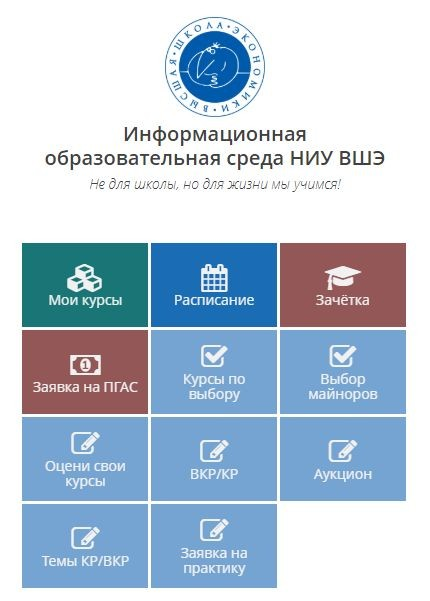 ВЫСШАЯ • ШКОЛА • ЭКОНОМИКИ •
Информационная
образовательная среда НИУ ВШЭ
Не для школы, но для жизни мы учимся!
Мои курсы
Расписание
Зачётка
1
Заявка на ПГАС
Курсы по
выбору
Выбор
майноров
Оцени свои
курсы
ВКР/КР
Аукцион
Темы КР/ВКР
Заявка на
практику